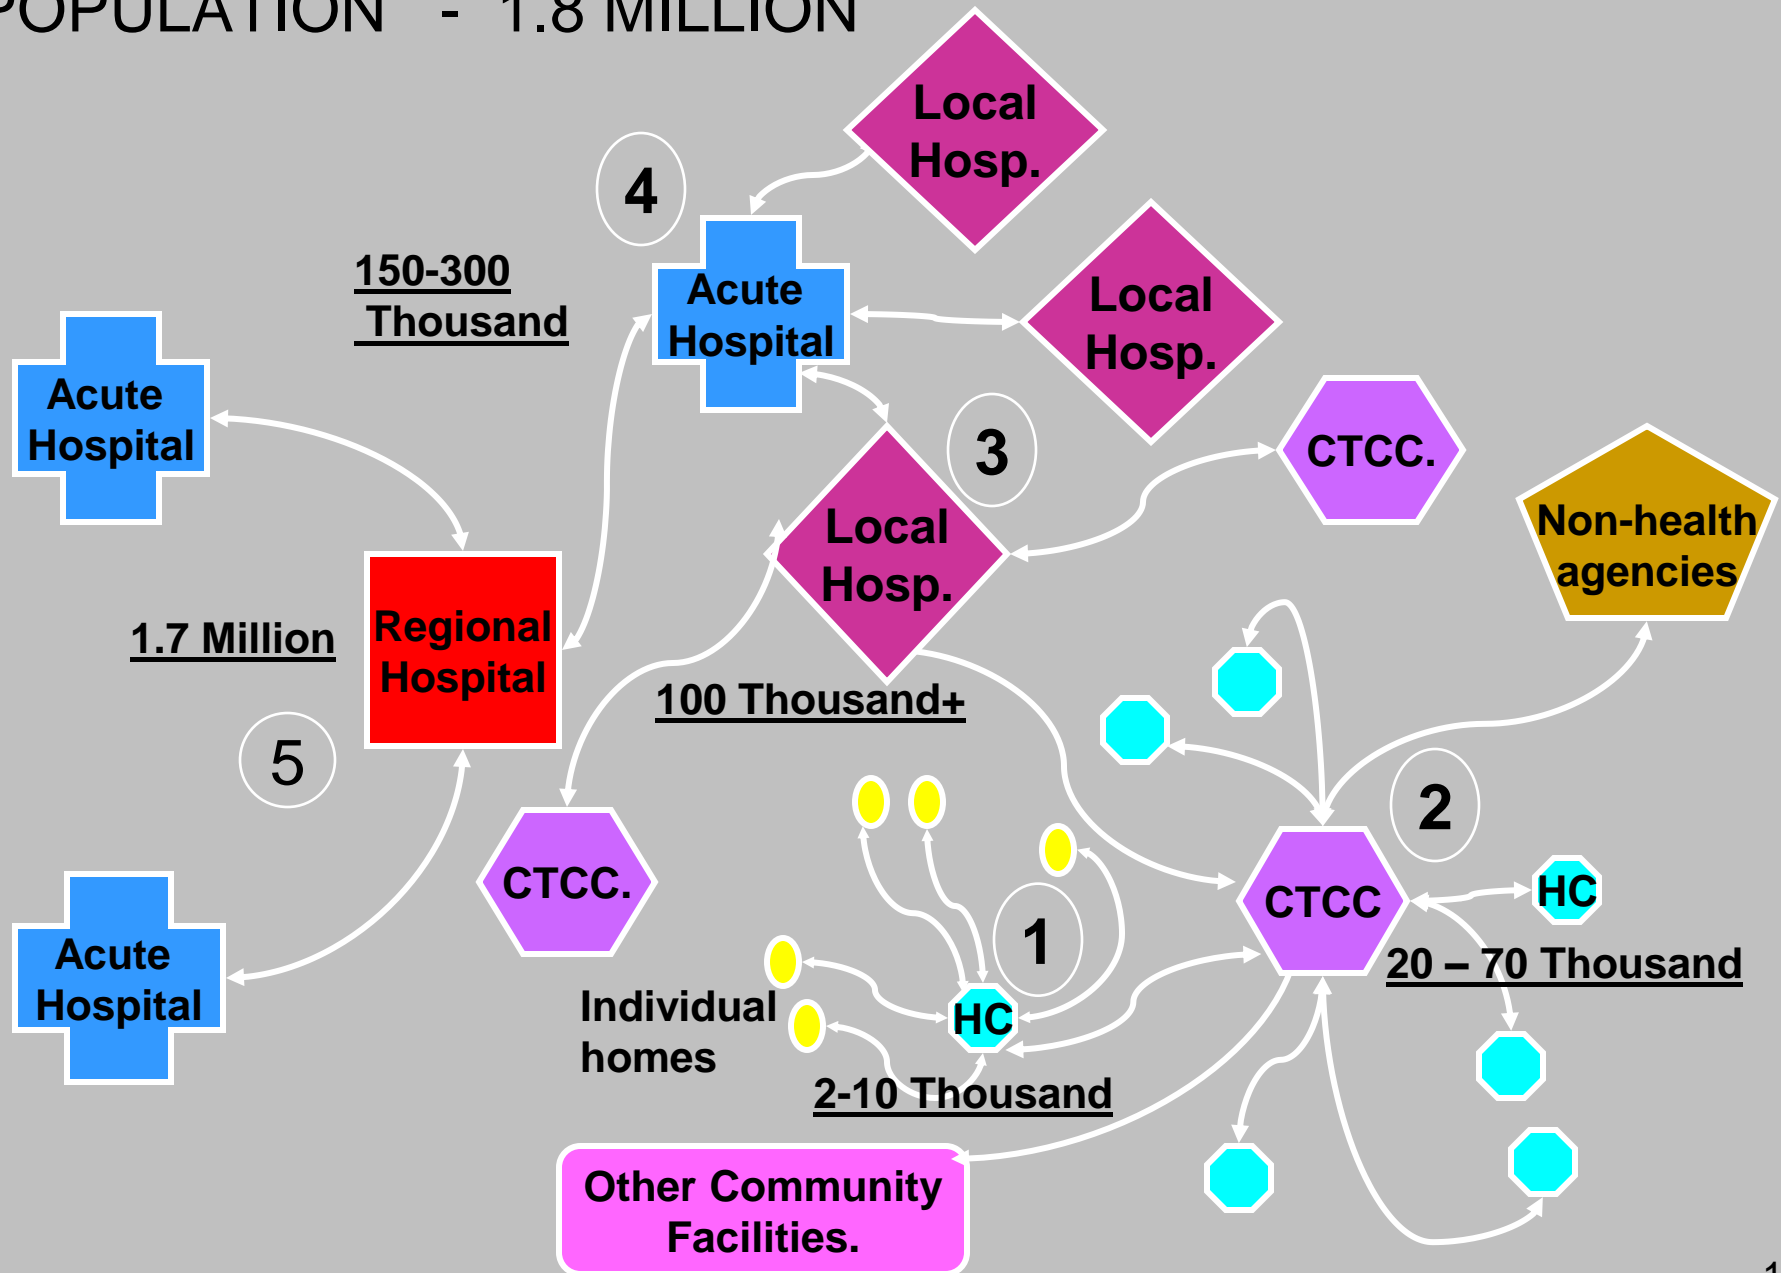 POPULATION - 1.8 MILLION
Local
Hosp.
4
150-300
Thousand
Acute
Hospital
Local
Hosp.
Acute
Hospital
3
CTCC.
Non-health
agencies
Local
Hosp.
Regional
Hospital
1.7 Million
100 Thousand+
5
2
CTCC.
CTCC
HC
1
20 – 70 Thousand
Acute
Hospital
Individual
homes
HC
2-10 Thousand
Other Community
Facilities.
1